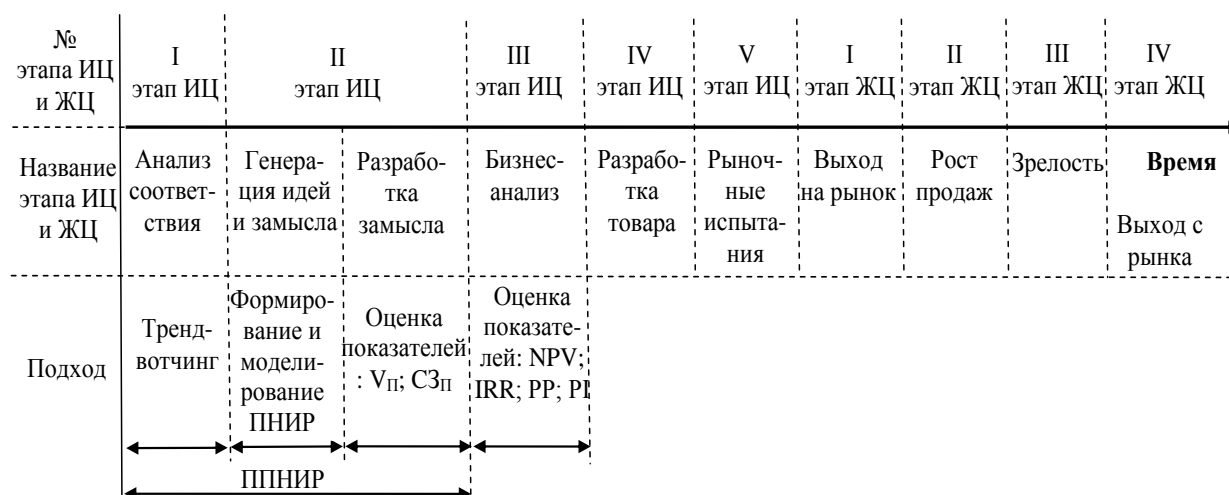 №
этапа ИЦ
и ЖЦ
I
этап ИЦ
II
этап ИЦ
III
этап ИЦ
IV
этап ИЦ
V
этап ИЦ
I
этап ЖЦ
II
этап ЖЦ
III
этап ЖЦ
IV
этап ЖЦ
Название
этапа ИЦ
и ЖЦ
Анализ
соответ-
ствия
Генера-
ция идей
и замысла
Разрабо-
тка
замысла
Бизнес-
анализ
Разрабо-
тка
товара
Рыноч-
ные
испыта-
ния
Выход
на рынок
Рост
продаж
Зрелость
Время
Выход с
рынка
Подход
Тренд-
вотчинг
Формиро-
вание и
модели-
рование
ПНИР
Оценка
показателей
: VП; СЗП
Оценка
показате-
лей: NPV;
IRR; PP; PI
ППНИР